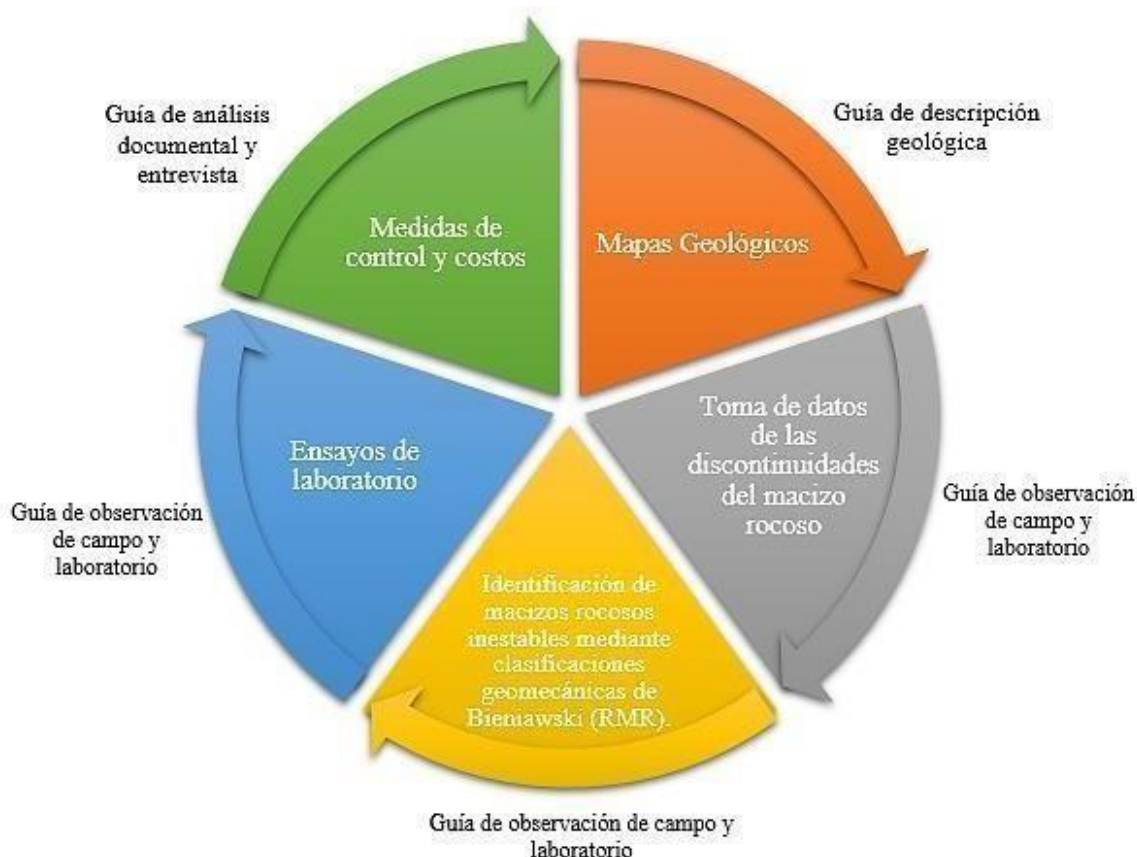 Guía de análisis
documental y
entrevista
Medidas de
control y costos
Guía de descripción
geológica
Mapas Geológicos
Toma de datos
de las
discontinuidades
del macizo
rocoso
Guía de observación
de campo y
laboratorio
Identificación de
macizos rocosos
inestables mediante
clasificaciones
geomecánicas de
Bieniawski (RMR).
Guía de observación de campo y
laboratorio
Ensayos de
laboratorio
Guía de observación
de campo y
laboratorio